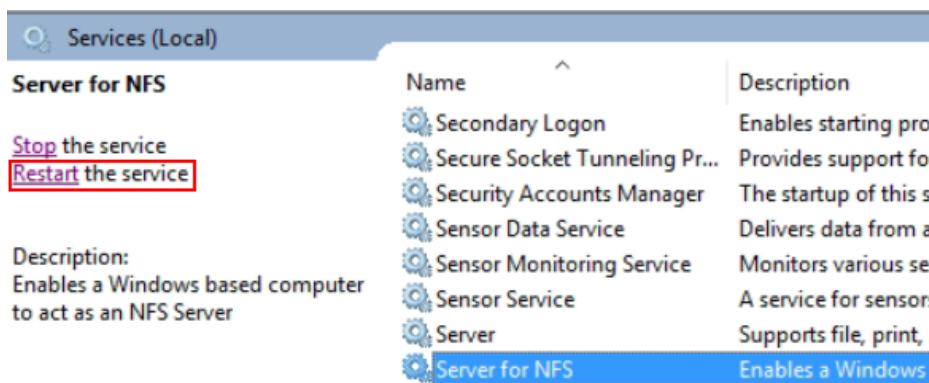 Services (Local)
Server for NFS
Stop the service
Restart the service
Description:
Enables a Windows based computer
to act as an NFS Server
Name Description
Secondary Logon Enables starting pro
Secure Socket Tunneling Pr... Provides support fo
Security Accounts Manager The startup of this s
Sensor Data Service Delivers data from a
Sensor Monitoring Service Monitors various se
Sensor Service A service for sensors
Server Supports file, print,
Server for NFS Enables a Windows